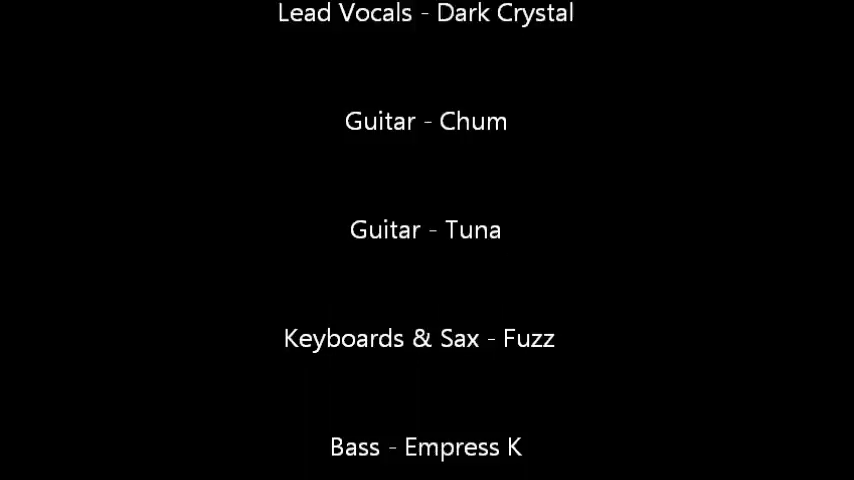 Lead Vocals - Dark Crystal
Guitar - Chum
Guitar - Tuna
Keyboards & Sax - Fuzz
Bass - Empress K